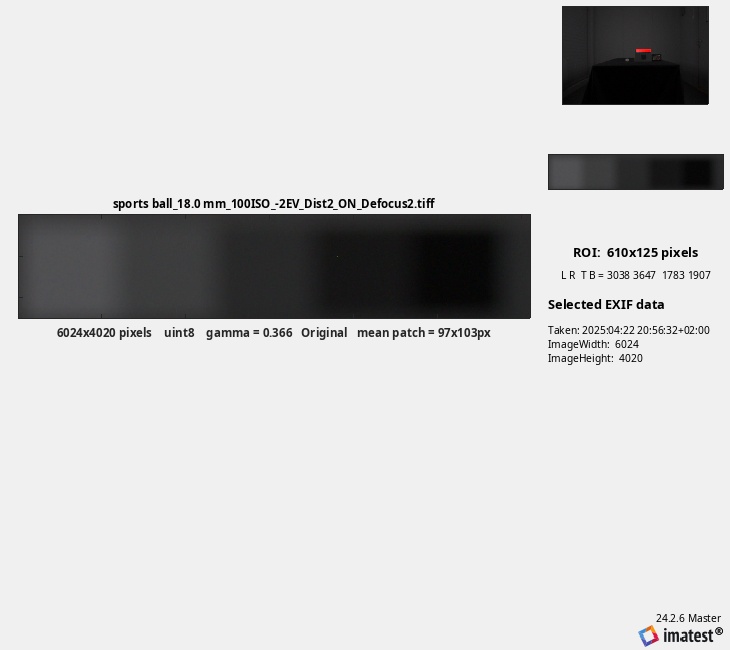 sports ball_18.0 mm_100ISO_-2EV_Dist2_ON_Defocus2.tiff
6024x4020 pixels uint8 gamma = 0.366 Original mean patch = 97x103px
ROI: 610x125 pixels
L R T B = 3038 3647 1783 1907
Selected EXIF data
Taken: 2025:04:22 20:56:32+02:00
ImageWidth: 6024
ImageHeight: 4020
24.2.6 Master
imatest®